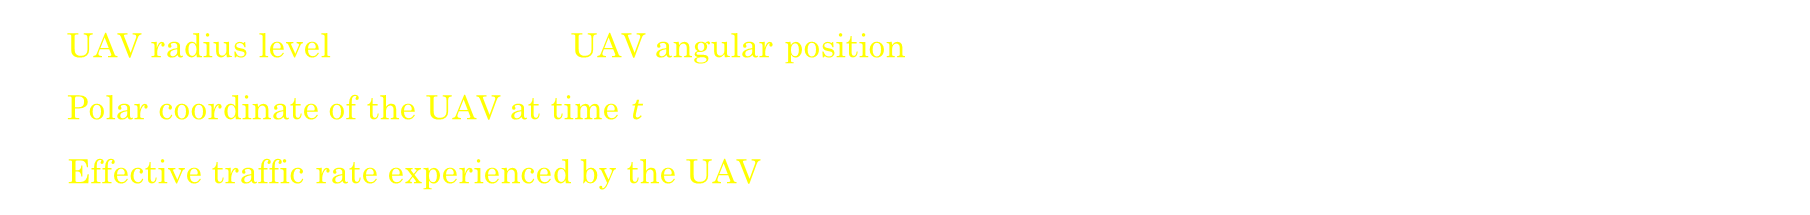 UAV radius level UAV angular position
Polar coordinate of the UAV at time t
Effective traffic rate experienced by the UAV